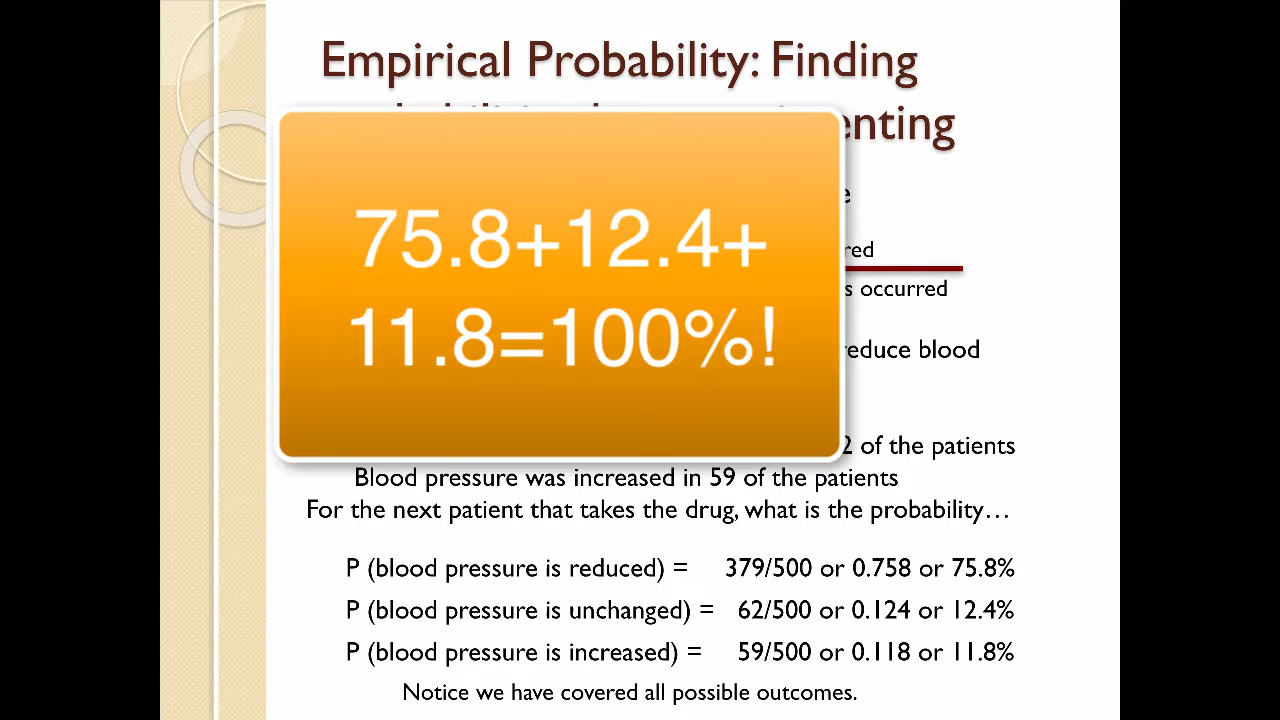 Empirical Probability: Finding
75.8+12.4+
11.8=100%!
s occurred
blood
of the patients
Blood pressure was increased in 59 of the patients
For the next patient that takes the drug, what is the probability…
P (blood pressure is reduced) = 379/500 or 0.758 or 75.8%
P (blood pressure is unchanged) = 62/500 or 0.124 or 12.4%
P (blood pressure is increased) = 59/500 or 0.118 or 11.8%
Notice we have covered all possible outcomes.